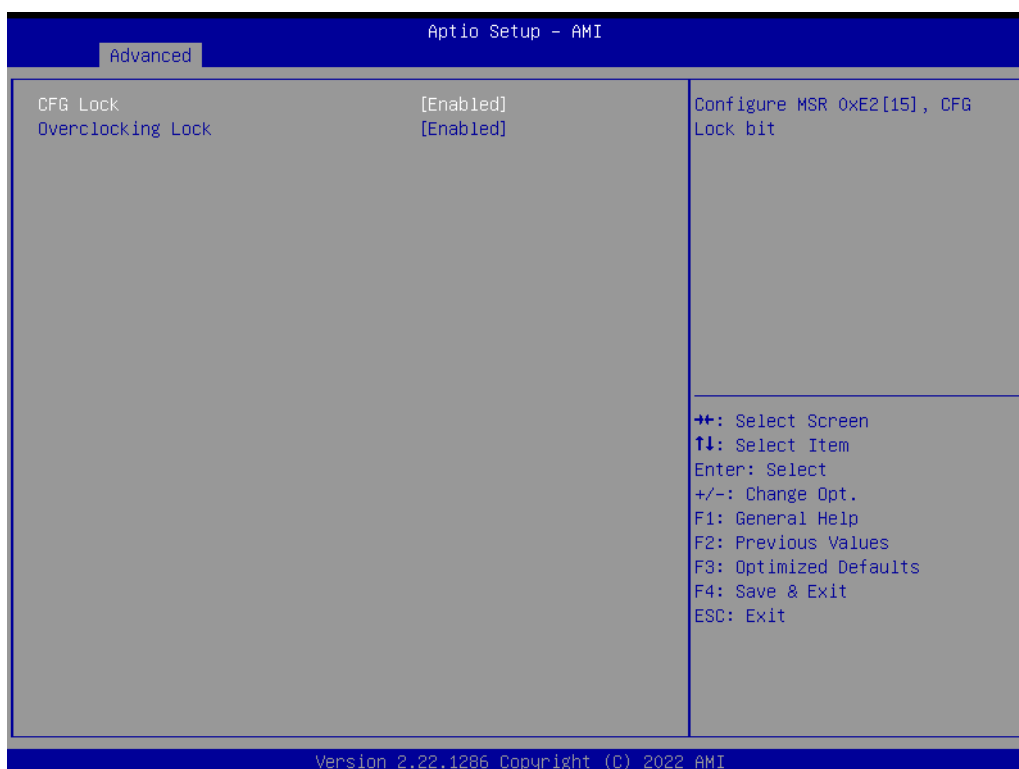 Aptio Setup – AMI
Advanced
CFG Lock [Enabled]
Overclocking Lock [Enabled]
Configure MSR 0xE2[15], CFG
Lock bit
→←: Select Screen
↑↓: Select Item
Enter: Select
+/-: Change Opt.
F1: General Help
F2: Previous Values
F3: Optimized Defaults
F4: Save & Exit
ESC: Exit
Version 2.22.1286 Copyright (C) 2022 AMI